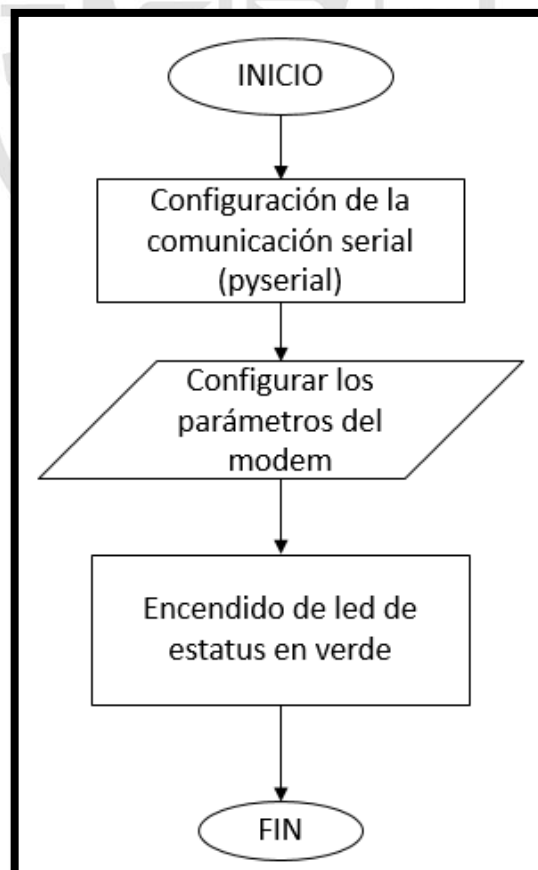 INICIO
Configuración de la
comunicación serial
(pyserial)
Configurar los
parámetros del
modem
Encendido de led de
estatus en verde
FIN